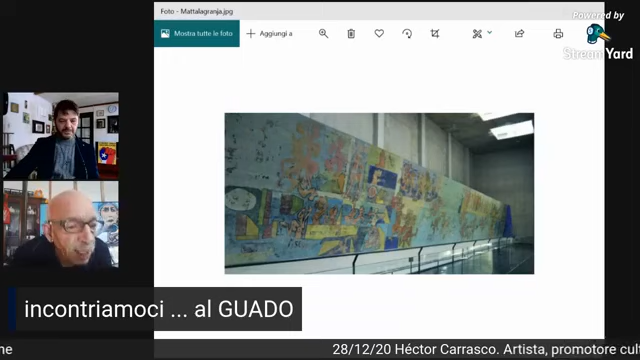 Foto - Mattalagranja.jpg
Mostra tutte le foto
Aggiungi a
Powered by
StreamYard
incontriamoci ... al GUADO
ne
28/12/20 Héctor Carrasco. Artista, promotore cult